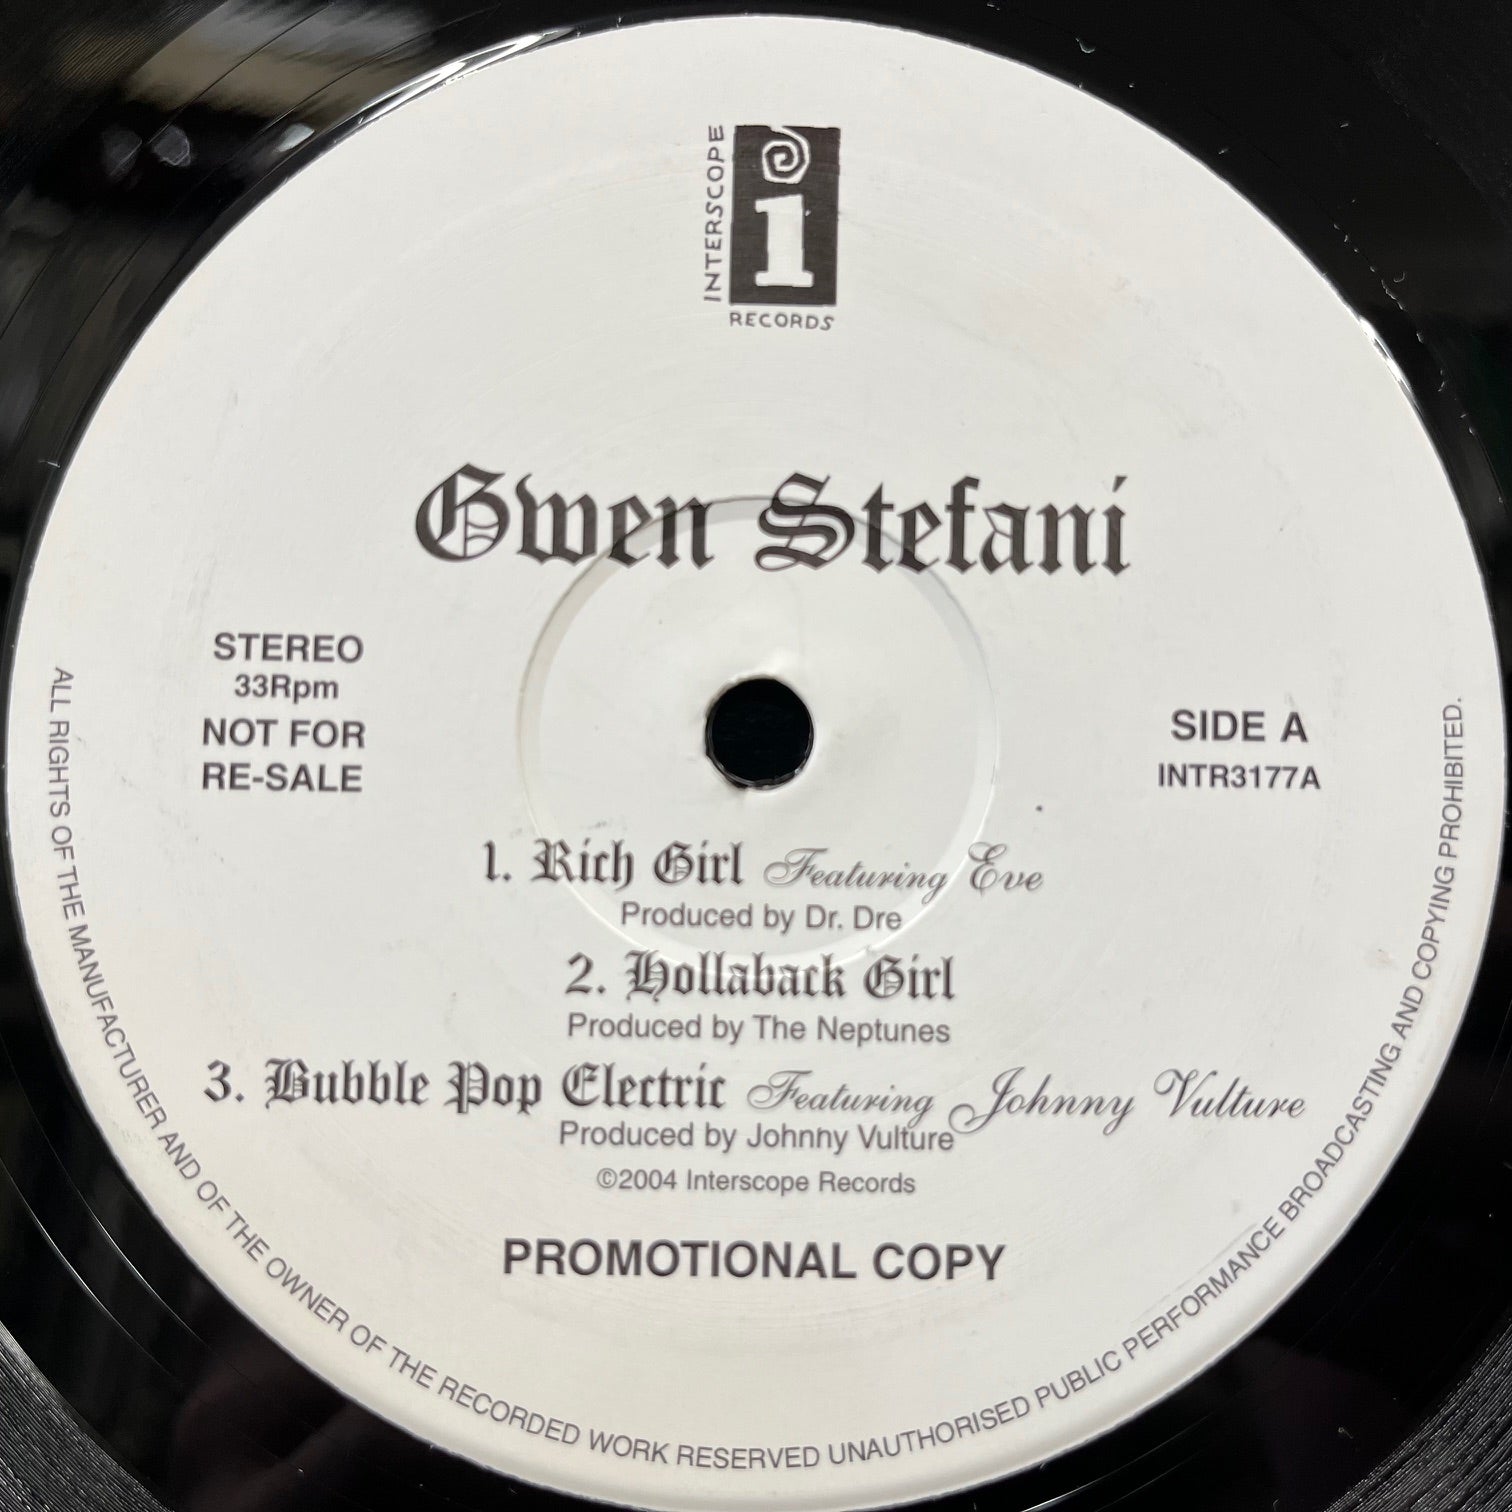 INTERSCOPE
i
RECORDS
Gwen Stefani
STEREO
33Rpm
NOT FOR
RE-SALE
SIDE A
INTR3177A
1. Rich Girl Featuring Eve
Produced by Dr. Dre
2. Hollaback Girl
Produced by The Neptunes
3. Bubble Pop Electric Featuring Johnny Vulture
Produced by Johnny Vulture
©2004 Interscope Records
PROMOTIONAL COPY
ALL RIGHTS OF THE MANUFACTURER AND OF THE OWNER OF THE RECORDED WORK RESERVED UNAUTHORISED PUBLIC PERFORMANCE BROADCASTING AND COPYING PROHIBITED.